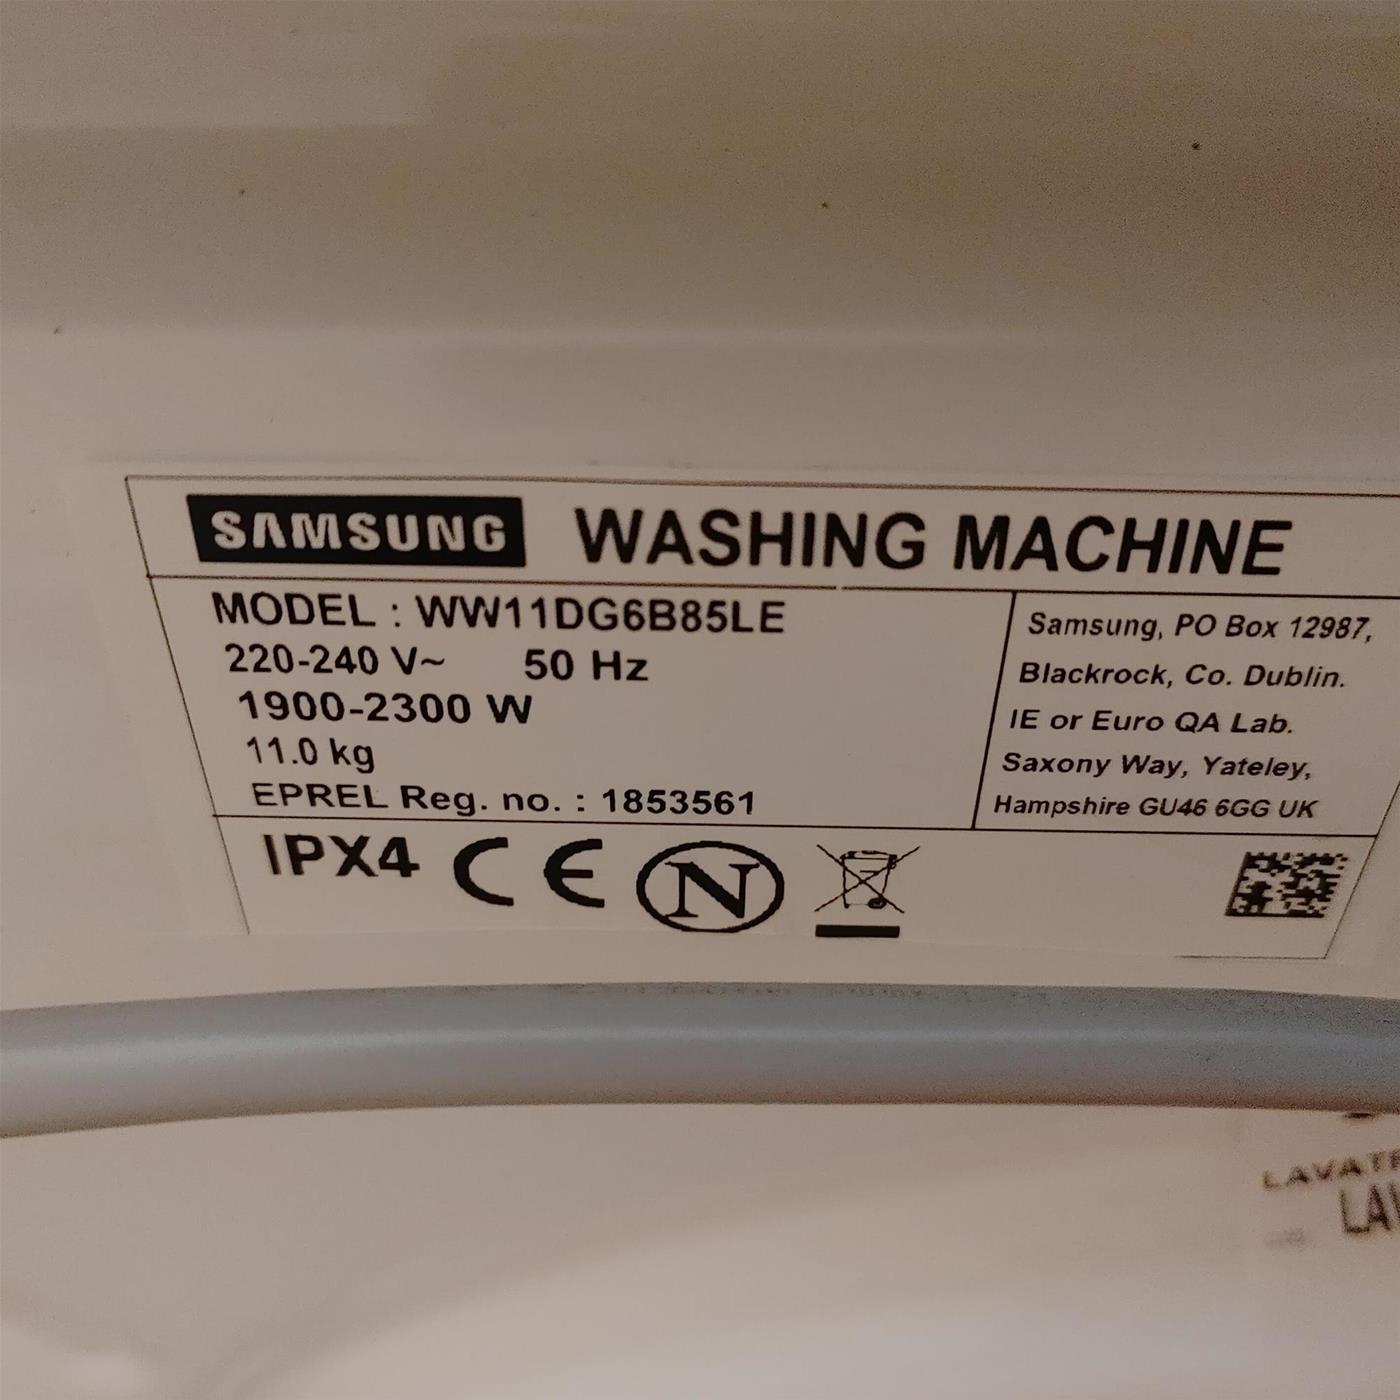 SAMSUNG WASHING MACHINE
MODEL : WW11DG6B85LE
220-240 V~ 50 Hz
1900-2300 W
11.0 kg
EPREL Reg. no. : 1853561
Samsung, PO Box 12987,
Blackrock, Co. Dublin.
IE or Euro QA Lab.
Saxony Way, Yateley,
Hampshire GU46 6GG UK
IPX4 CE N